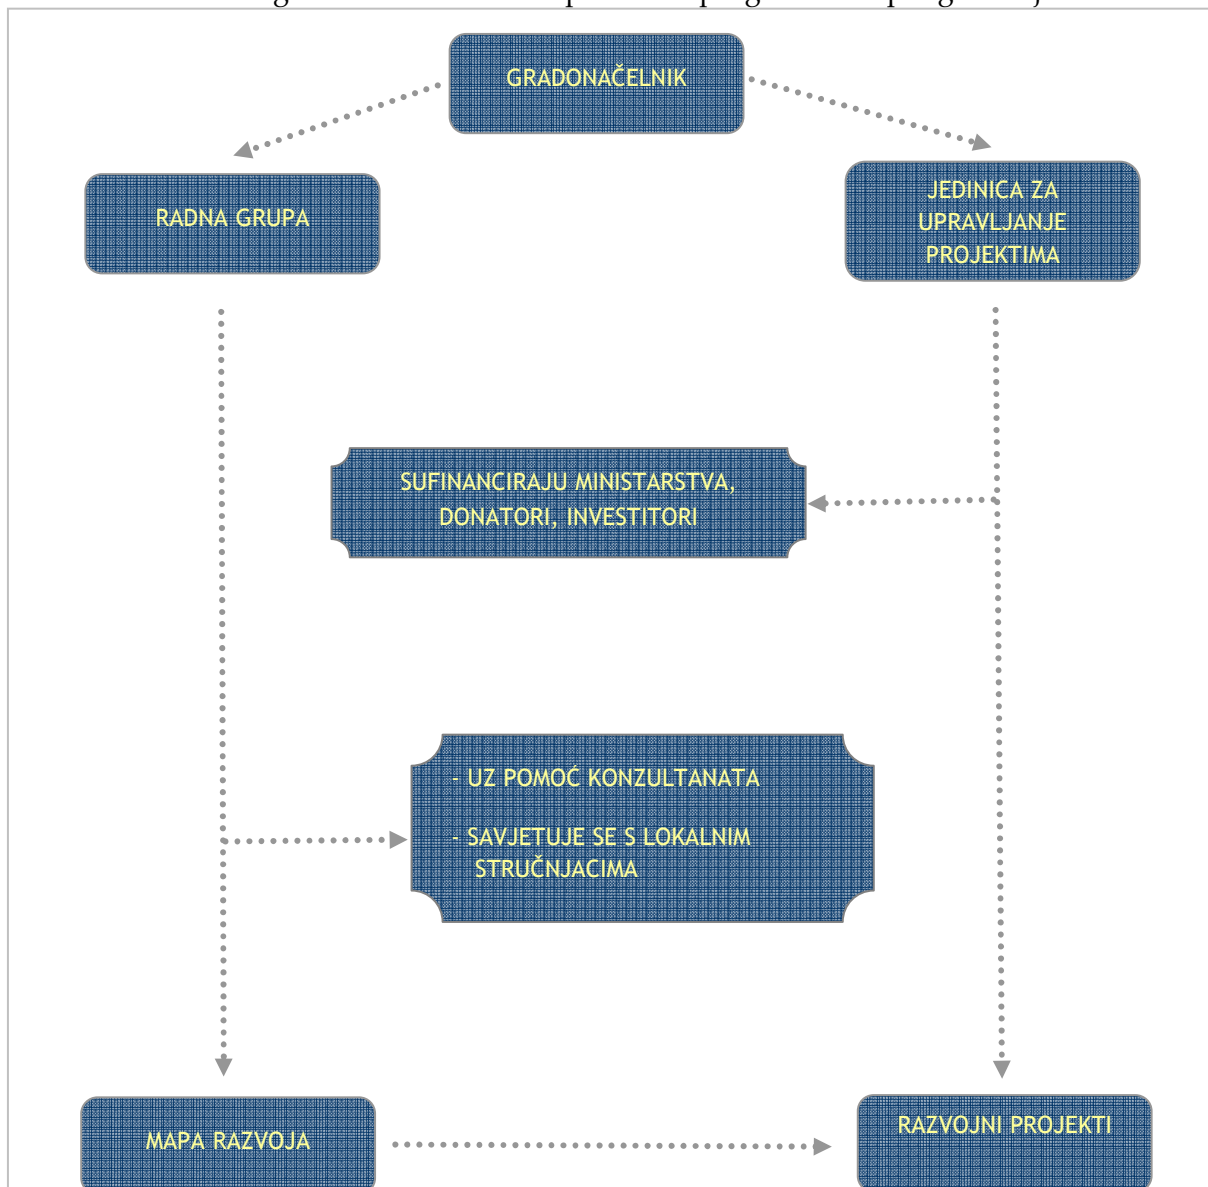 GRADONAČELNIK
RADNA GRUPA
JEDINICA ZA
UPRAVLJANJE
PROJEKTIMA
SUFINANCIRAJU MINISTARSTVA,
DONATORI, INVESTITORI
- UZ POMOĆ KONZULTANATA
- SAVJETUJE SE S LOKALNIM
STRUČNJACIMA
MAPA RAZVOJA
RAZVOJNI PROJEKTI